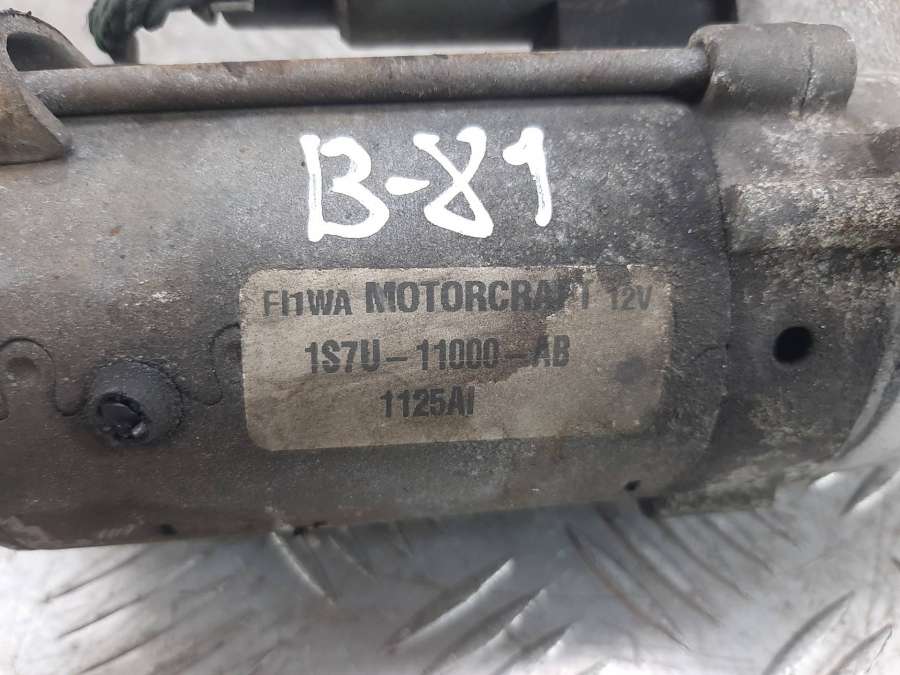 B-81
FI1WA MOTORCRAFT 12V
1S7U-11000-AB
1125AI